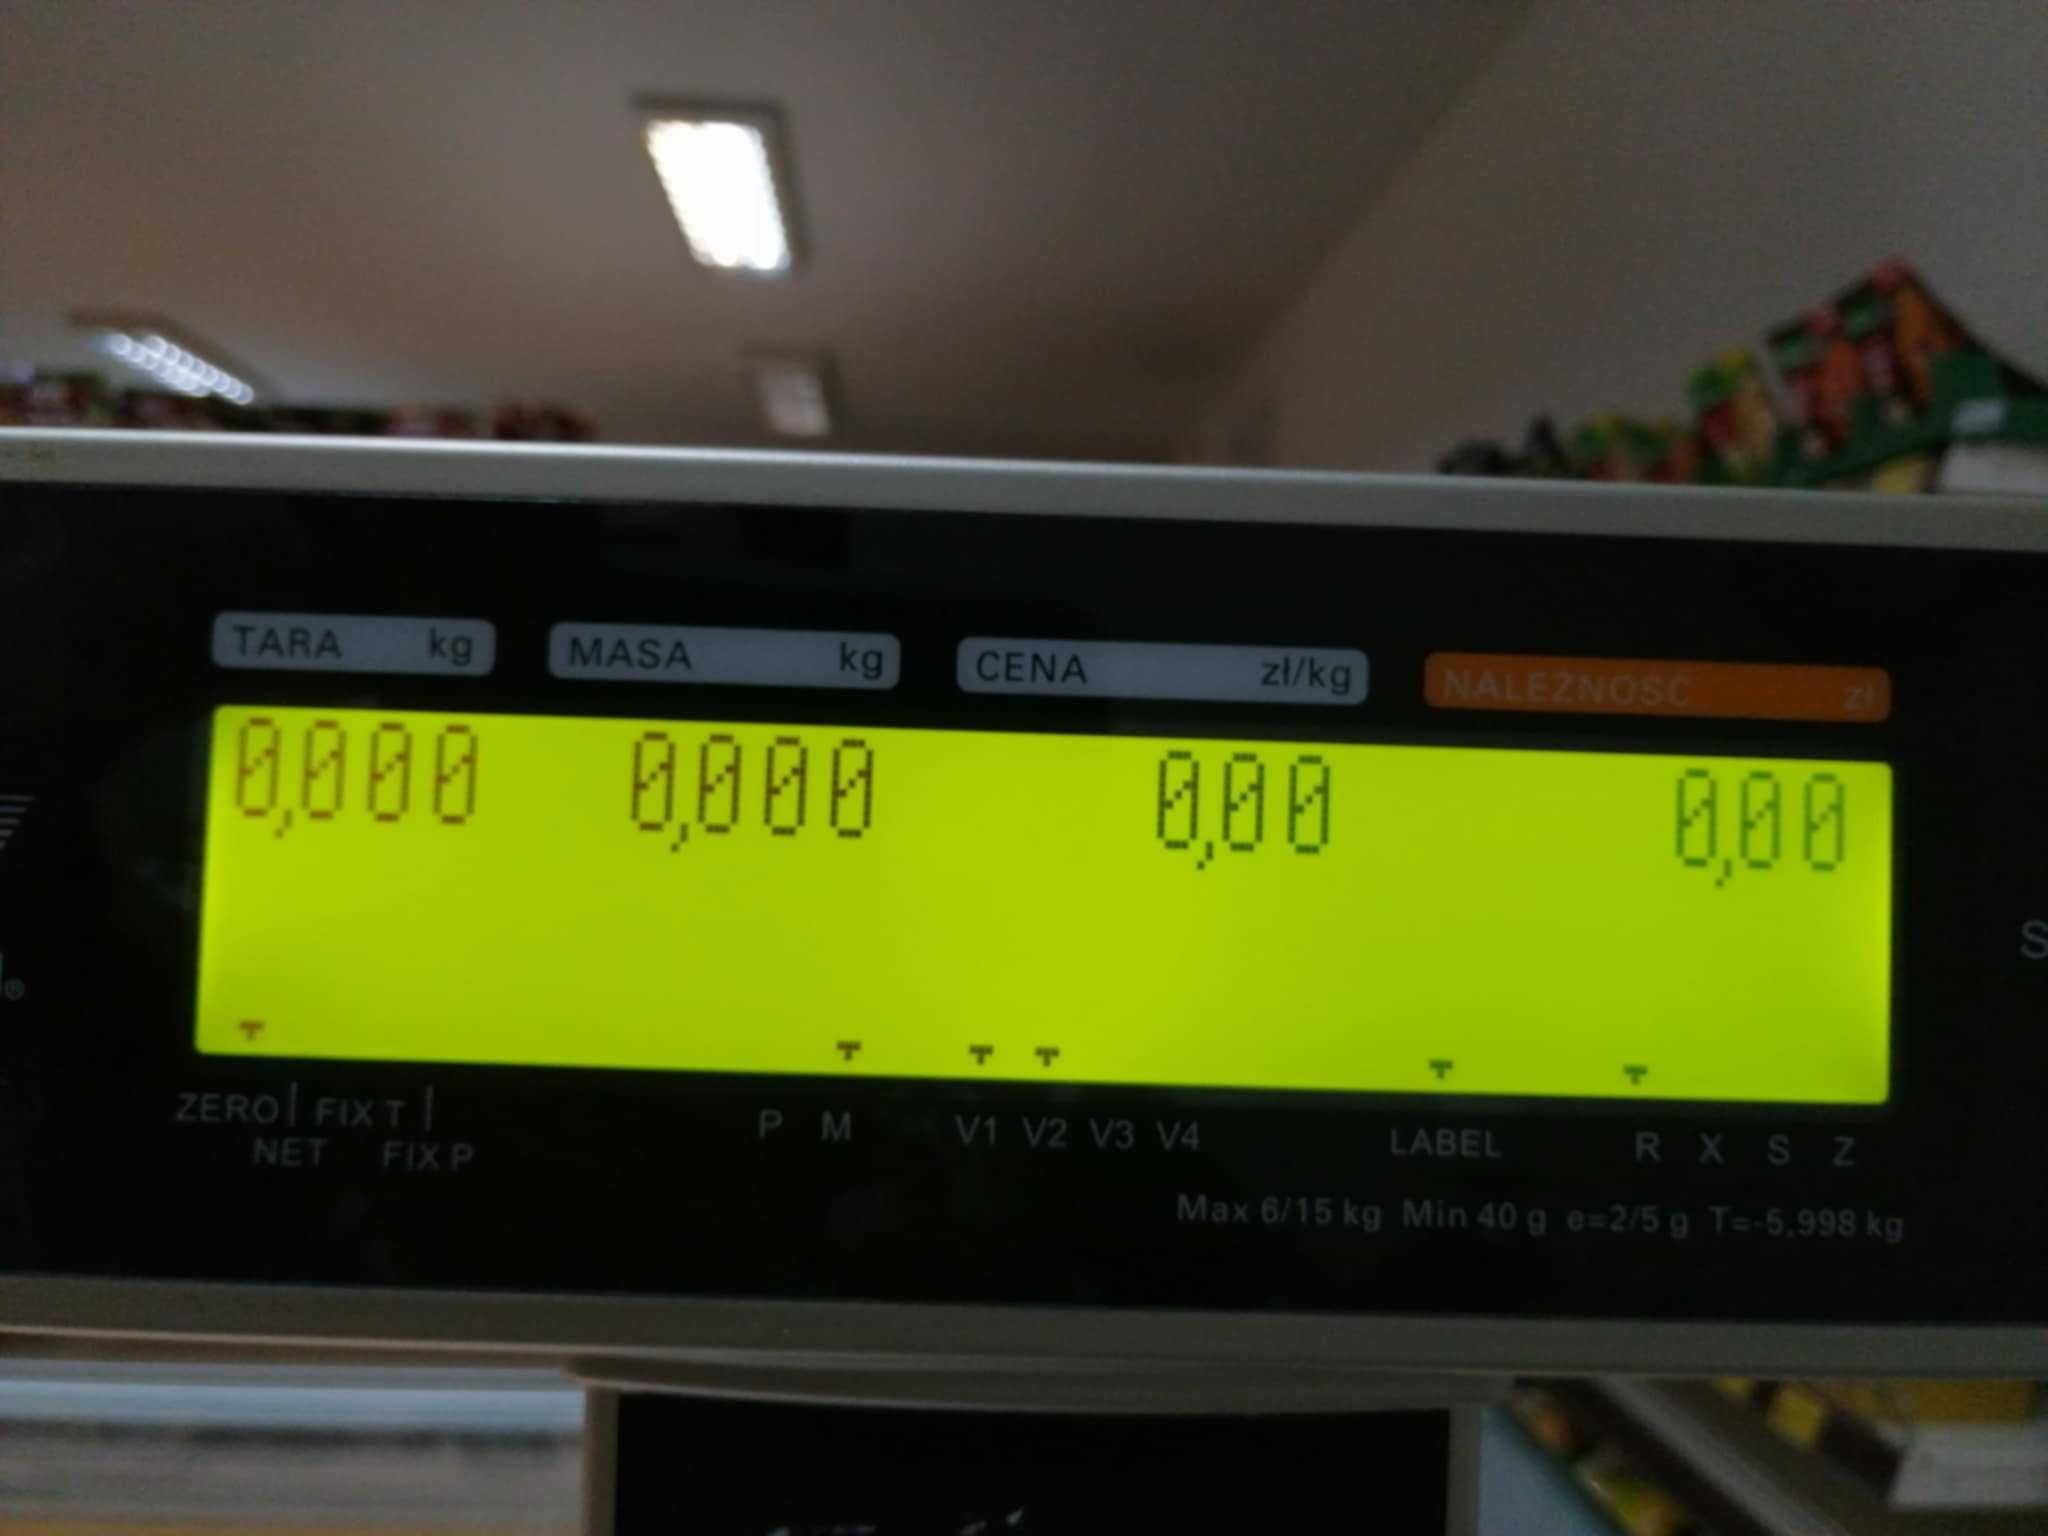 TARA kg MASA kg CENA zł/kg NALEŻNOŚĆ zł
0,000 0,000 0,00 0,00
ZERO FIX T P M V1 V2 V3 V4 LABEL R X S Z
NET FIX P
Max 6/15 kg Min 40 g e=2/5 g T=-5,998 kg